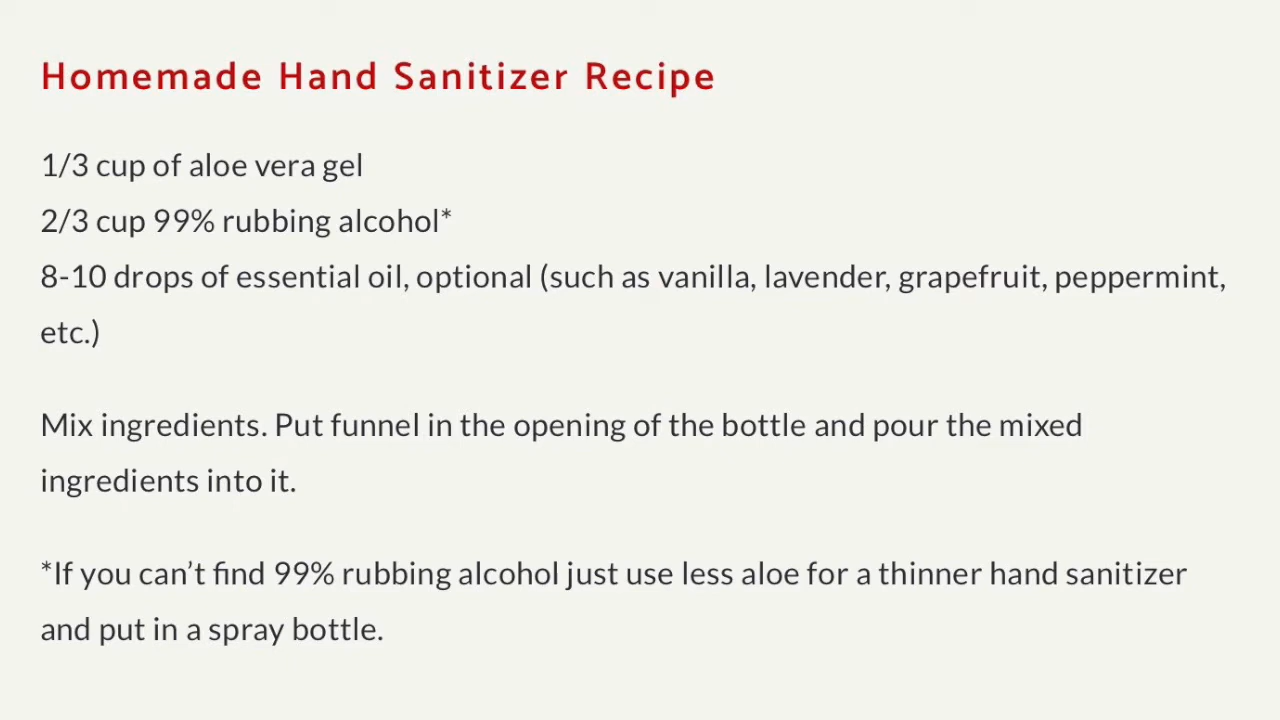 Homemade Hand Sanitizer Recipe
1/3 cup of aloe vera gel
2/3 cup 99% rubbing alcohol*
8-10 drops of essential oil, optional (such as vanilla, lavender, grapefruit, peppermint,
etc.)
Mix ingredients. Put funnel in the opening of the bottle and pour the mixed
ingredients into it.
*If you can’t find 99% rubbing alcohol just use less aloe for a thinner hand sanitizer
and put in a spray bottle.